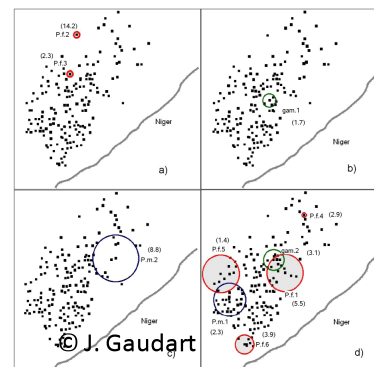 (14.2)
P.f.2
(2.3)
P.f.3
Niger
a)
gam.1
(1.7)
Niger
b)
(8.8)
P.m.2
Niger
c)
© J. Gaudart
P.f.4
(2.9)
(1.4)
P.f.5
gam.2
(3.1)
P.f.1
(5.5)
P.m.1
(2.3)
(3.9)
P.f.6
Niger
d)